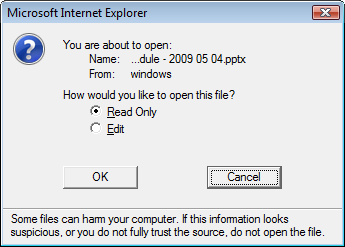 Microsoft Internet Explorer
You are about to open:
Name: ...dule - 2009 05 04.pptx
From: windows
How would you like to open this file?
Read Only
Edit
OK
Cancel
Some files can harm your computer. If this information looks
suspicious, or you do not fully trust the source, do not open the file.